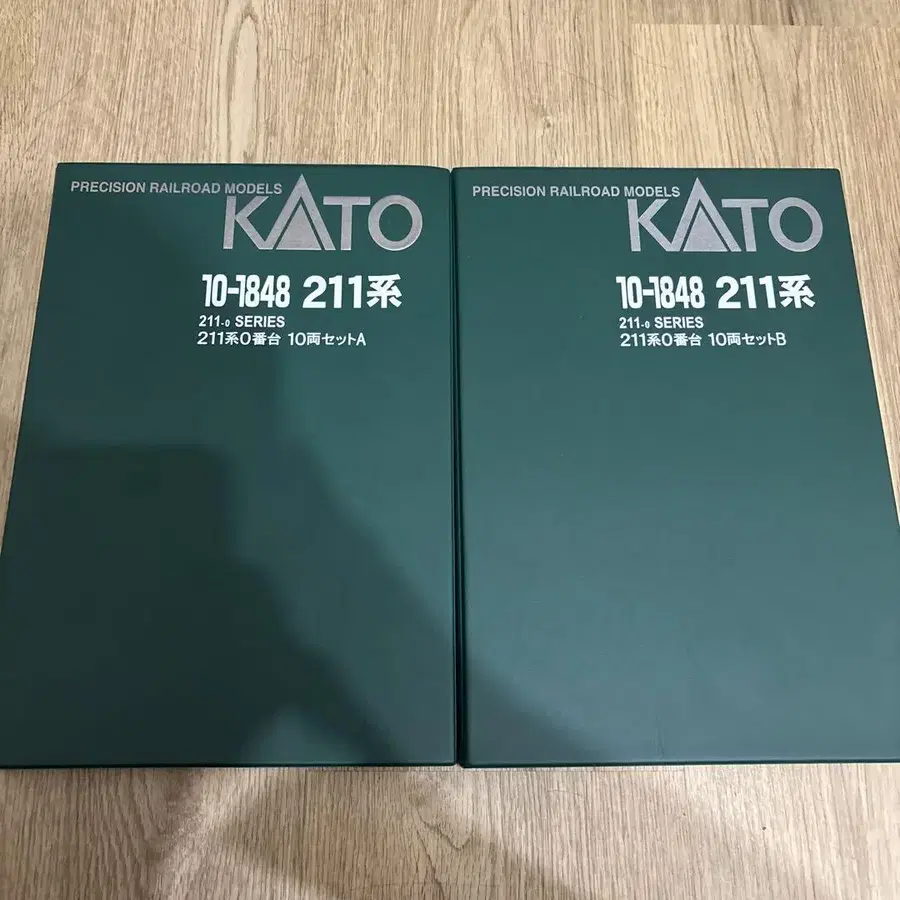 PRECISION RAILROAD MODELS
KATO
10-1848 211系
211-0 SERIES
211系0番台 10両セットA
PRECISION RAILROAD MODELS
KATO
10-1848 211系
211-0 SERIES
211系0番台 10両セットB